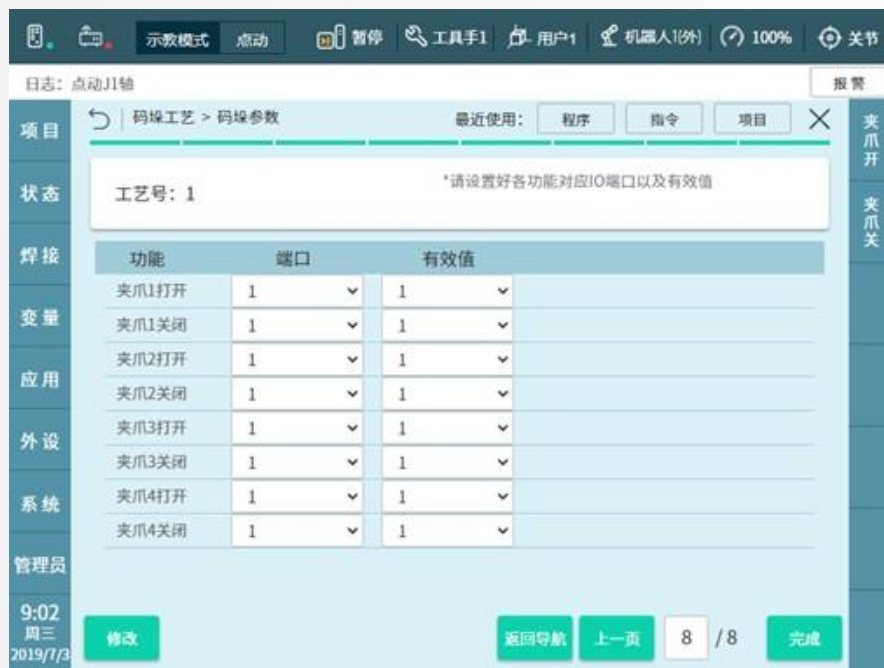 示教模式 点动 暂停 工具手1 用户1 机器人1(外) 100% 关节
日志: 点动J1轴 报警
项目
状态
焊接
变量
应用
外设
系统
管理员
9:02
周三
2019/7/3
码垛工艺 > 码垛参数 最近使用: 程序 指令 项目
工艺号: 1 *请设置好各功能对应IO端口以及有效值
功能 端口 有效值
夹爪1打开 1 1
夹爪1关闭 1 1
夹爪2打开 1 1
夹爪2关闭 1 1
夹爪3打开 1 1
夹爪3关闭 1 1
夹爪4打开 1 1
夹爪4关闭 1 1
修改 返回导航 上一页 8 /8 完成
夹爪开
夹爪关